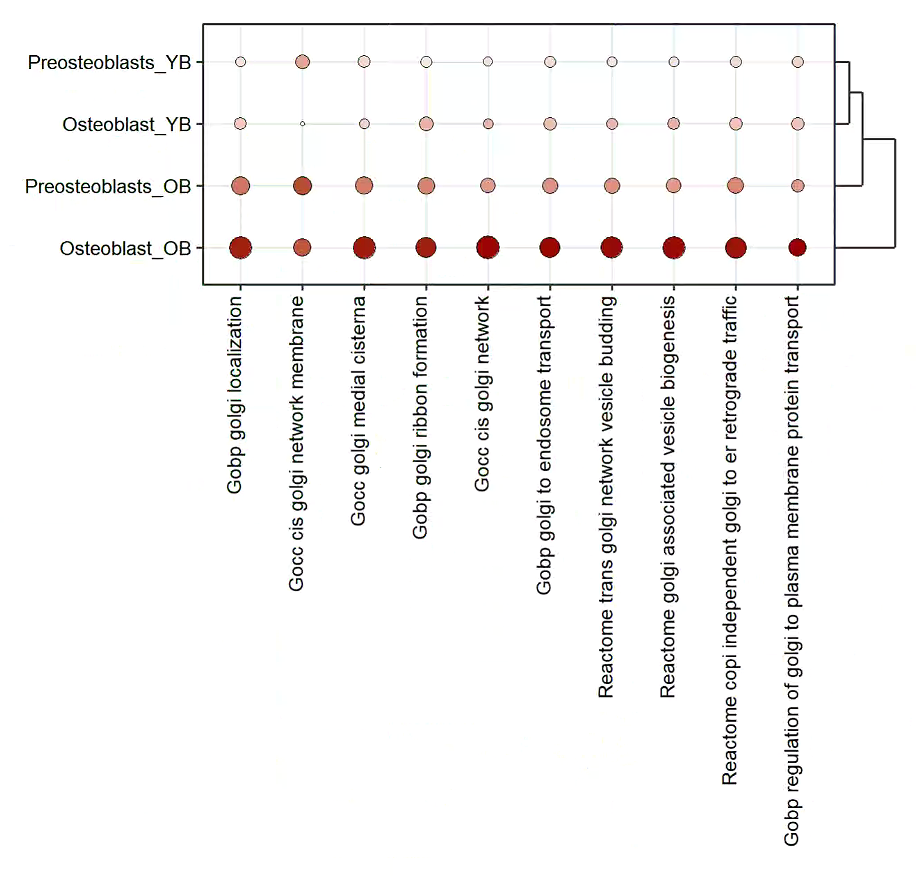 Preosteoblasts_YB
Osteoblast_YB
Preosteoblasts_OB
Osteoblast_OB
Gobp golgi localization
Gocc cis golgi network membrane
Gocc golgi medial cisterna
Gobp golgi ribbon formation
Gocc cis golgi network
Gobp golgi to endosome transport
Reactome trans golgi network vesicle budding
Reactome golgi associated vesicle biogenesis
Reactome copi independent golgi to er retrograde traffic
Gobp regulation of golgi to plasma membrane protein transport